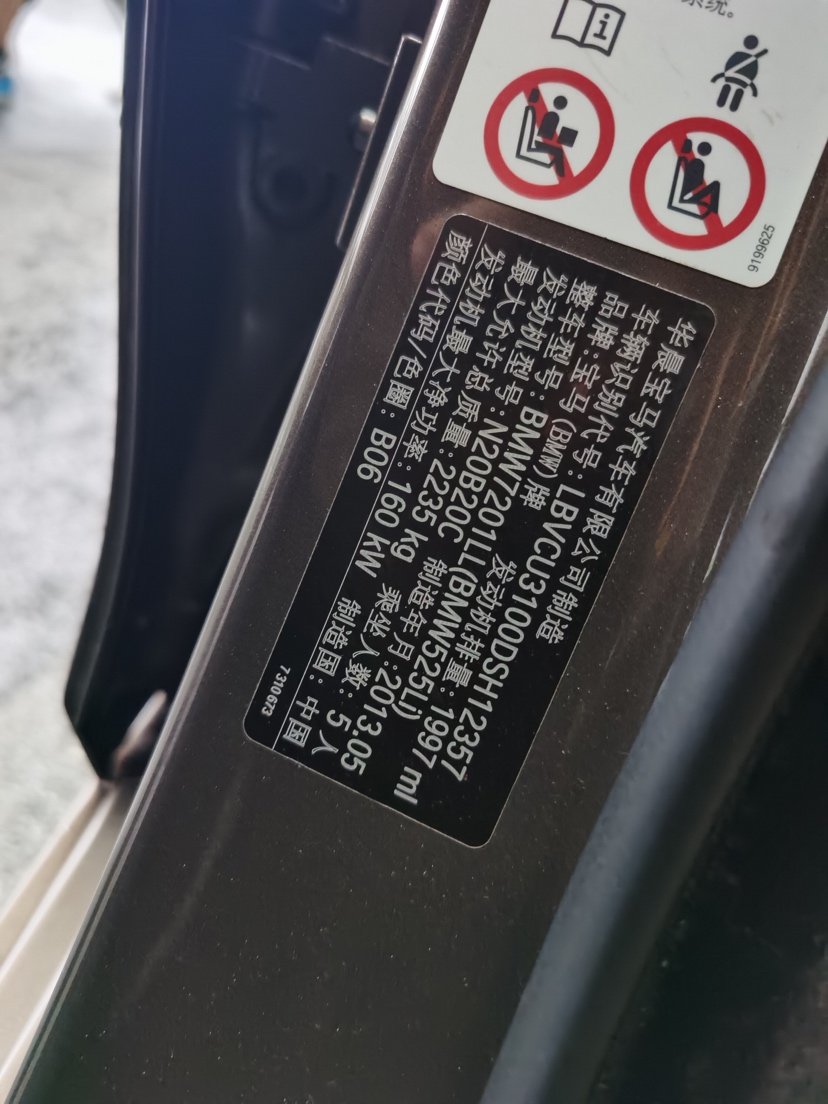 系统。
9199625
华晨宝马汽车有限公司制造
车辆识别代号：LBVCU3100DSH12357
品牌：宝马(BMW)牌 发动机排量：1997 ml
整车型号：BMW7201LL(BMW525Li)
发动机型号：N20B20C 制造年月：2013.05
最大允许总质量：2235 kg 乘坐人数：5 人
发动机最大净功率：160 kW 制造国：中国
颜色代码/色圈：B06
7310673